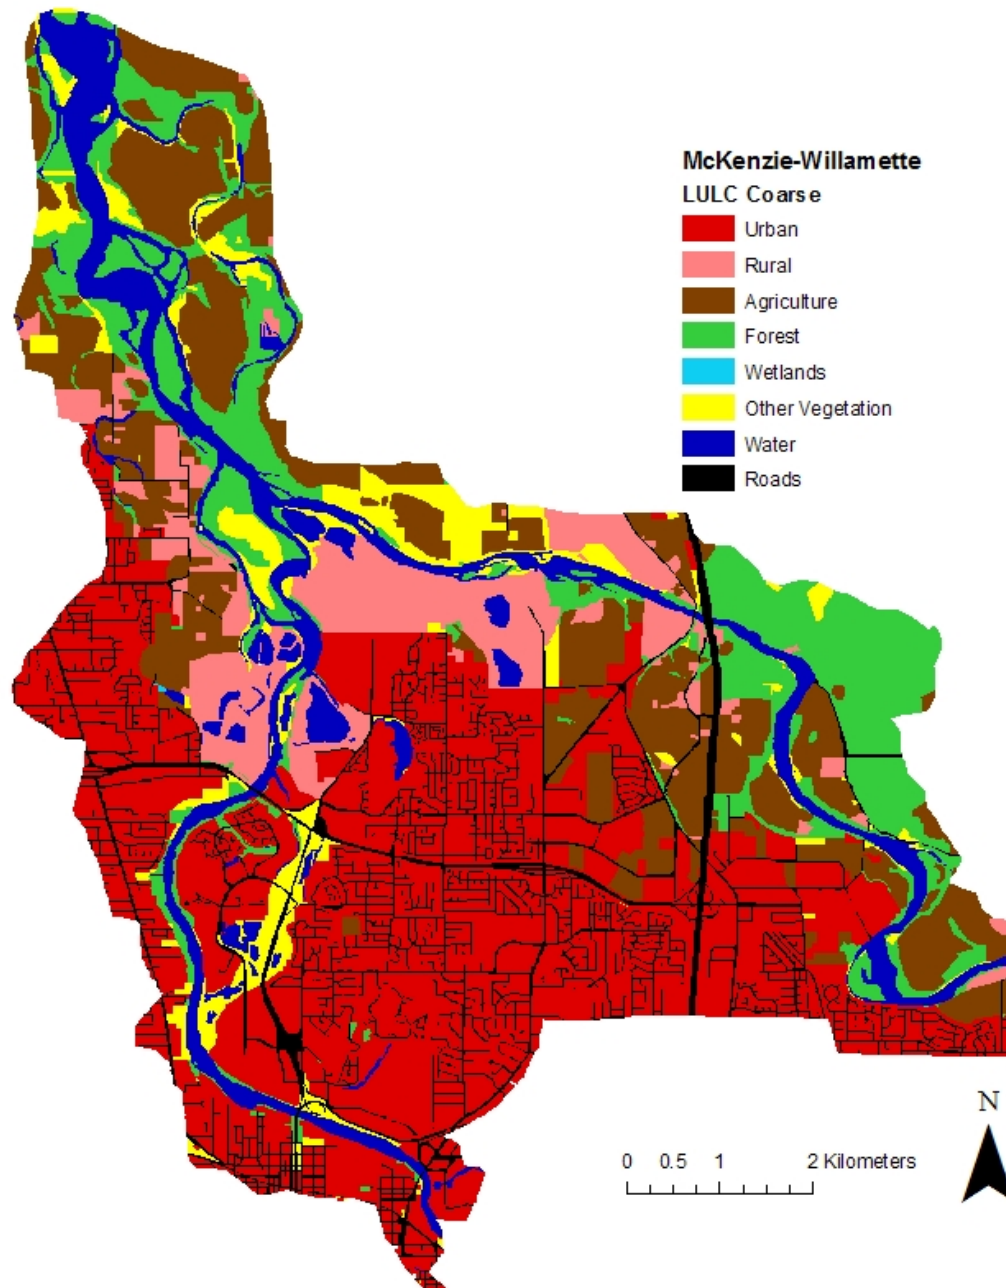 McKenzie-Willamette
LULC Coarse
Urban
Rural
Agriculture
Forest
Wetlands
Other Vegetation
Water
Roads
N
0 0.5 1 2 Kilometers